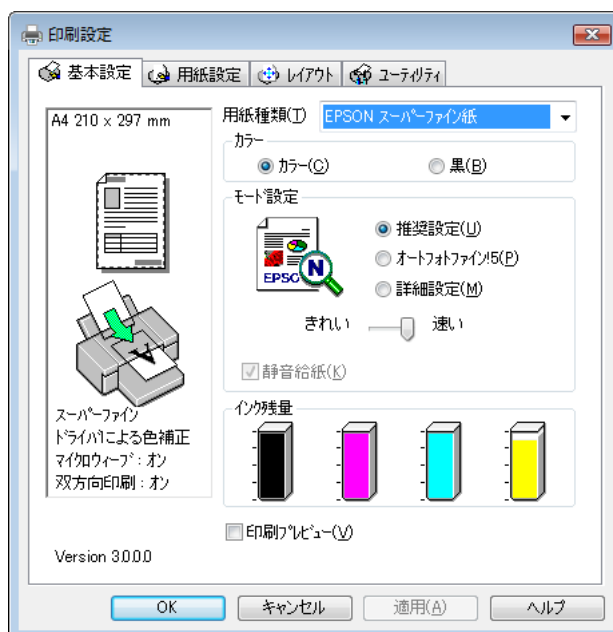 印刷設定
基本設定 用紙設定 レイアウト ユーティリティ
A4 210 x 297 mm
用紙種類(T) EPSON スーパーファイン紙
カラー
カラー(C) 黒(B)
モード設定
EPSO N
推奨設定(U)
オートフォトファイン!5(P)
詳細設定(M)
きれい 速い
静音給紙(K)
スーパーファイン
ドライバによる色補正
マイクロウィーブ : オン
双方向印刷 : オン
インク残量
印刷プレビュー(V)
Version 3.0.0.0
OK キャンセル 適用(A) ヘルプ